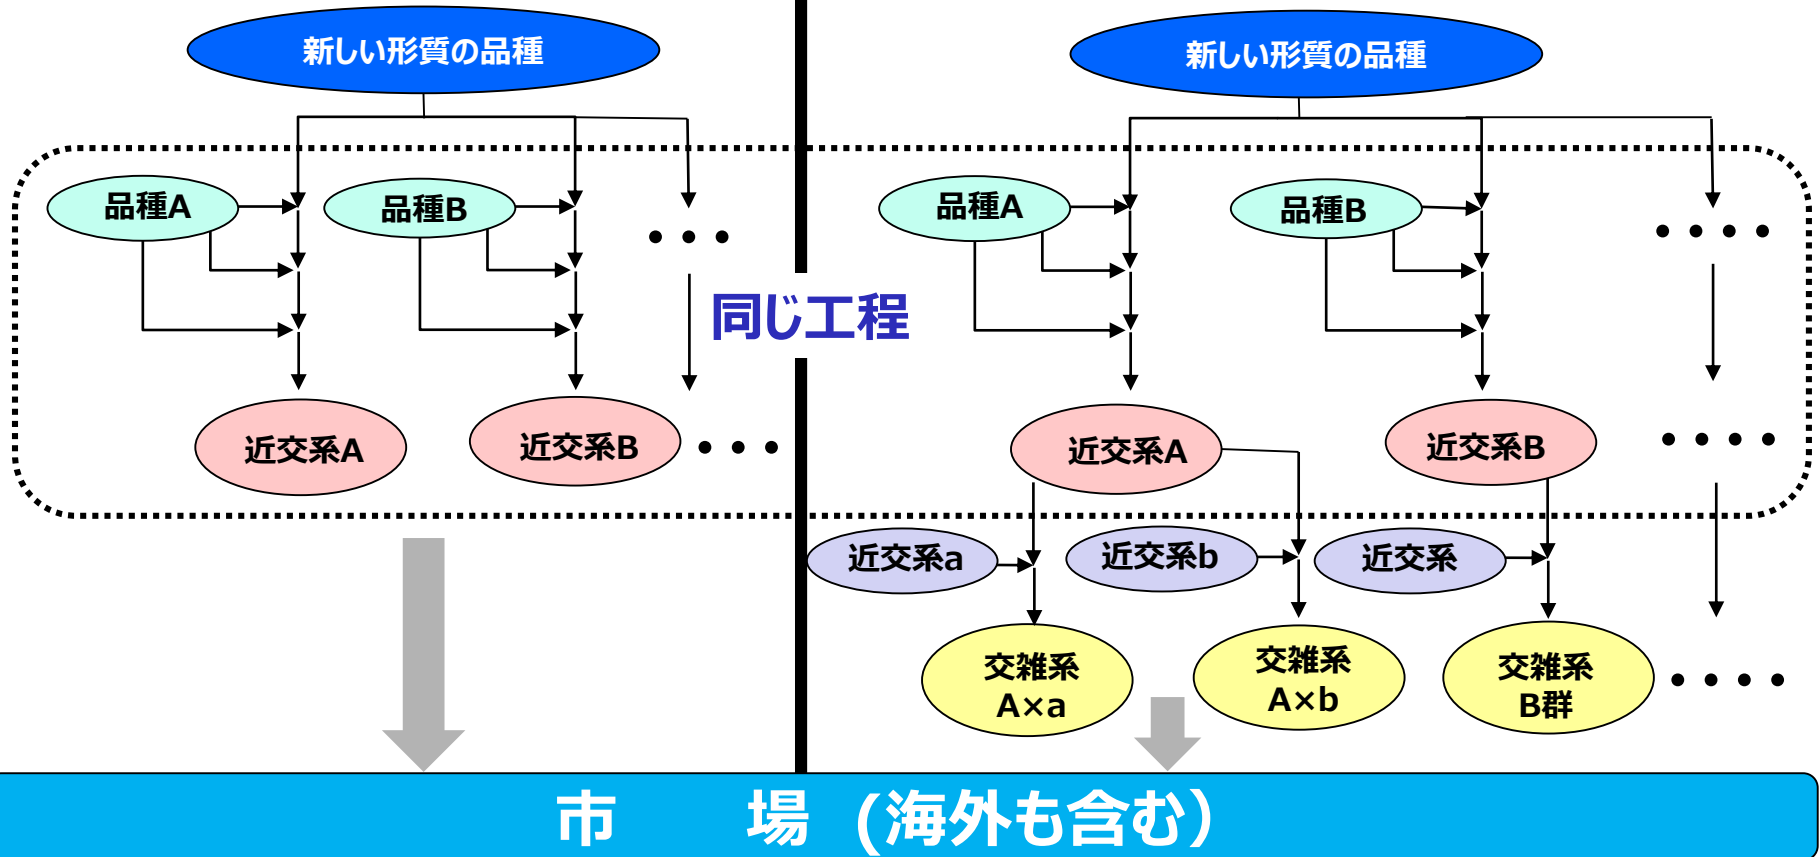 新しい形質の品種
新しい形質の品種
品種A
品種B
・・・
品種A
品種B
・・・・
同じ工程
近交系A
近交系B
・・・
近交系A
近交系B
・・・・
近交系a
近交系b
近交系
交雑系
A×a
交雑系
A×b
交雑系
B群
・・・・
市　場 (海外も含む）